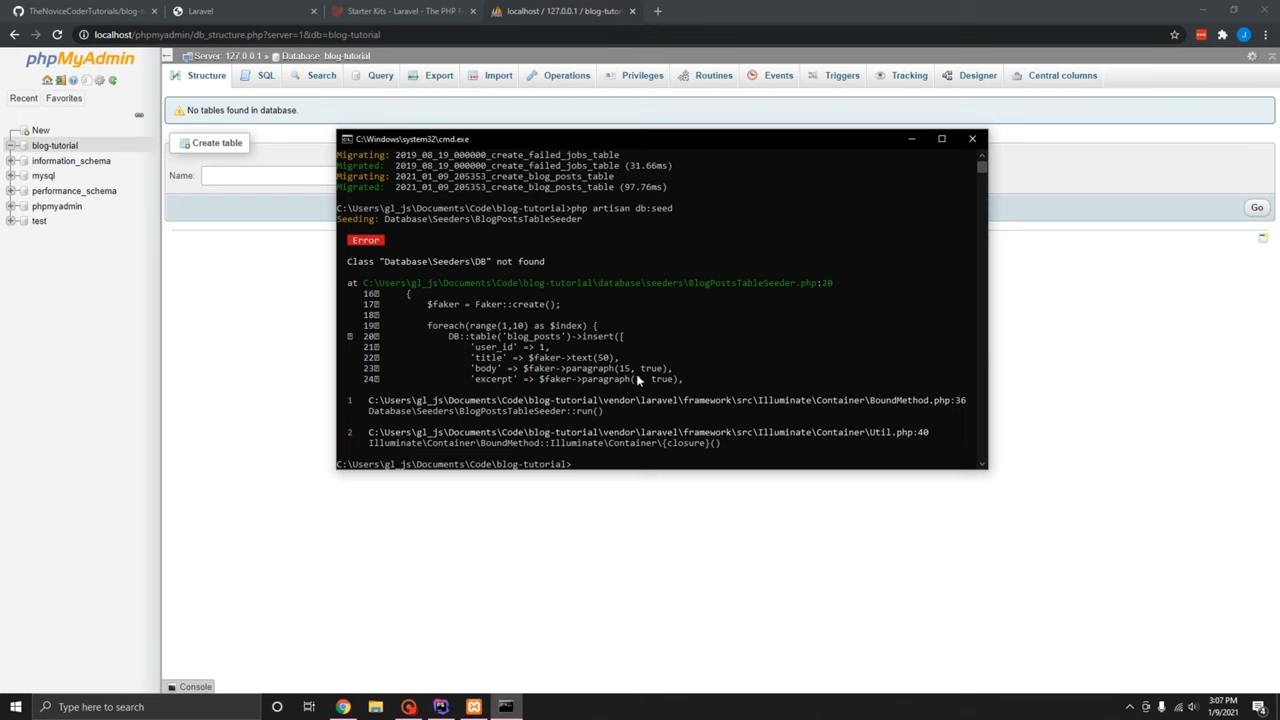 TheNoviceCoderTutorials/blog-t
Laravel
Starter Kits - Laravel - The PHP F
localhost / 127.0.0.1 / blog-tutor
localhost/phpmyadmin/db_structure.php?server=1&db=blog-tutorial
J
phpMyAdmin
Recent
Favorites
New
blog-tutorial
information_schema
mysql
performance_schema
phpmyadmin
test
Server: 127.0.0.1 » Database: blog-tutorial
Structure
SQL
Search
Query
Export
Import
Operations
Privileges
Routines
Events
Triggers
Tracking
Designer
Central columns
No tables found in database.
Create table
Name:
Go
C:\Windows\system32\cmd.exe
Migrating: 2019_08_19_000000_create_failed_jobs_table
Migrated: 2019_08_19_000000_create_failed_jobs_table (31.66ms)
Migrating: 2021_01_09_205353_create_blog_posts_table
Migrated: 2021_01_09_205353_create_blog_posts_table (97.76ms)
C:\Users\gl_js\Documents\Code\blog-tutorial>php artisan db:seed
Seeding: Database\Seeders\BlogPostsTableSeeder
Error
Class "Database\Seeders\DB" not found
at C:\Users\gl_js\Documents\Code\blog-tutorial\database\seeders\BlogPostsTableSeeder.php:20
16 {
17 $faker = Faker::create();
18
19 foreach(range(1,10) as $index) {
20 DB::table('blog_posts')->insert([
21 'user_id' => 1,
22 'title' => $faker->text(50),
23 'body' => $faker->paragraph(15, true),
24 'excerpt' => $faker->paragraph( true),
1 C:\Users\gl_js\Documents\Code\blog-tutorial\vendor\laravel\framework\src\Illuminate\Container\BoundMethod.php:36
Database\Seeders\BlogPostsTableSeeder::run()
2 C:\Users\gl_js\Documents\Code\blog-tutorial\vendor\laravel\framework\src\Illuminate\Container\Util.php:40
Illuminate\Container\BoundMethod::Illuminate\Container\{closure}()
C:\Users\gl_js\Documents\Code\blog-tutorial>
Console
Type here to search
3:07 PM
1/9/2021
4